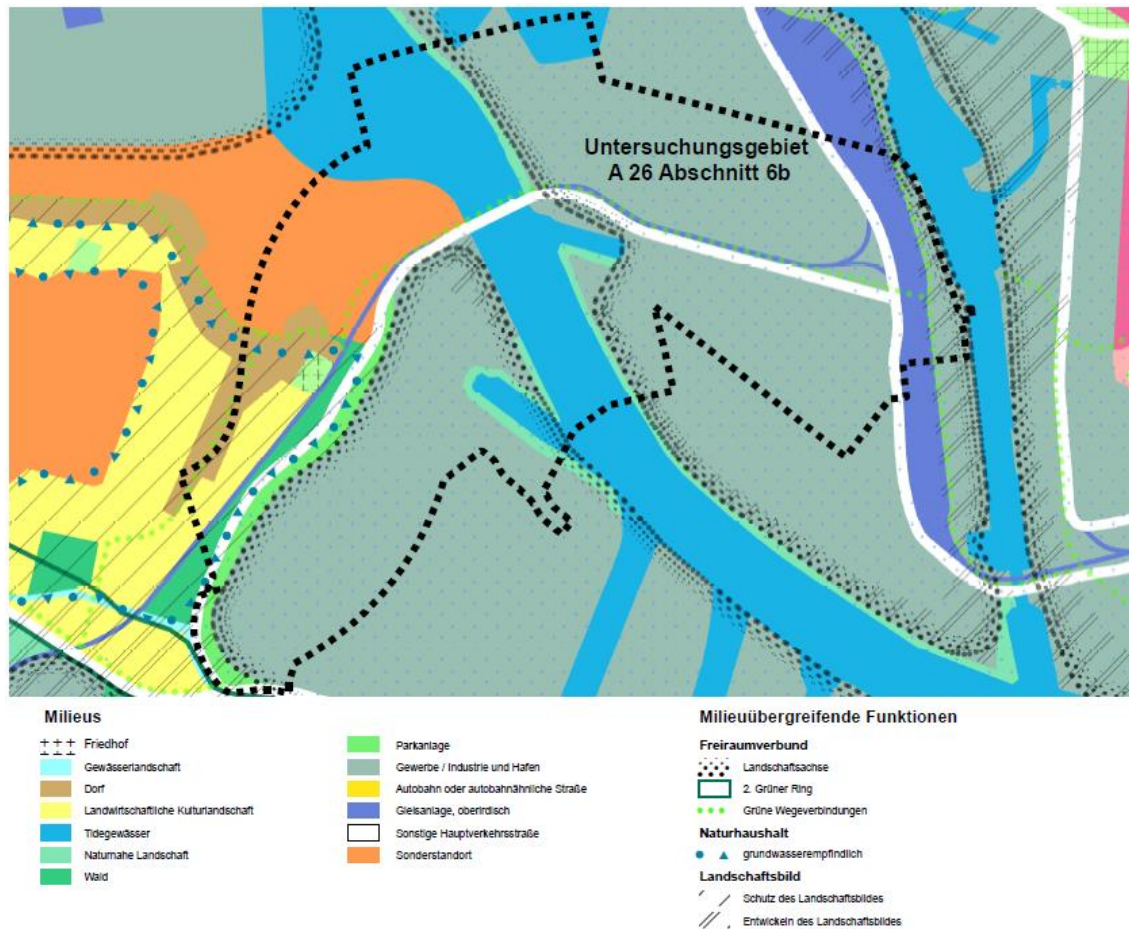 Untersuchungsgebiet
A 26 Abschnitt 6b
Milieus
Friedhof
Gewässerlandschaft
Dorf
Landwirtschaftliche Kulturlandschaft
Tidegewässer
Naturnahe Landschaft
Wald
Parkanlage
Gewerbe / Industrie und Hafen
Autobahn oder autobahnähnliche Straße
Gleisanlage, oberirdisch
Sonstige Hauptverkehrsstraße
Sonderstandort
Milieuübergreifende Funktionen
Freiraumverbund
Landschaftsachse
2. Grüner Ring
Grüne Wegeverbindungen
Naturhaushalt
grundwasserempfindlich
Landschaftsbild
Schutz des Landschaftsbildes
Entwickeln des Landschaftsbildes